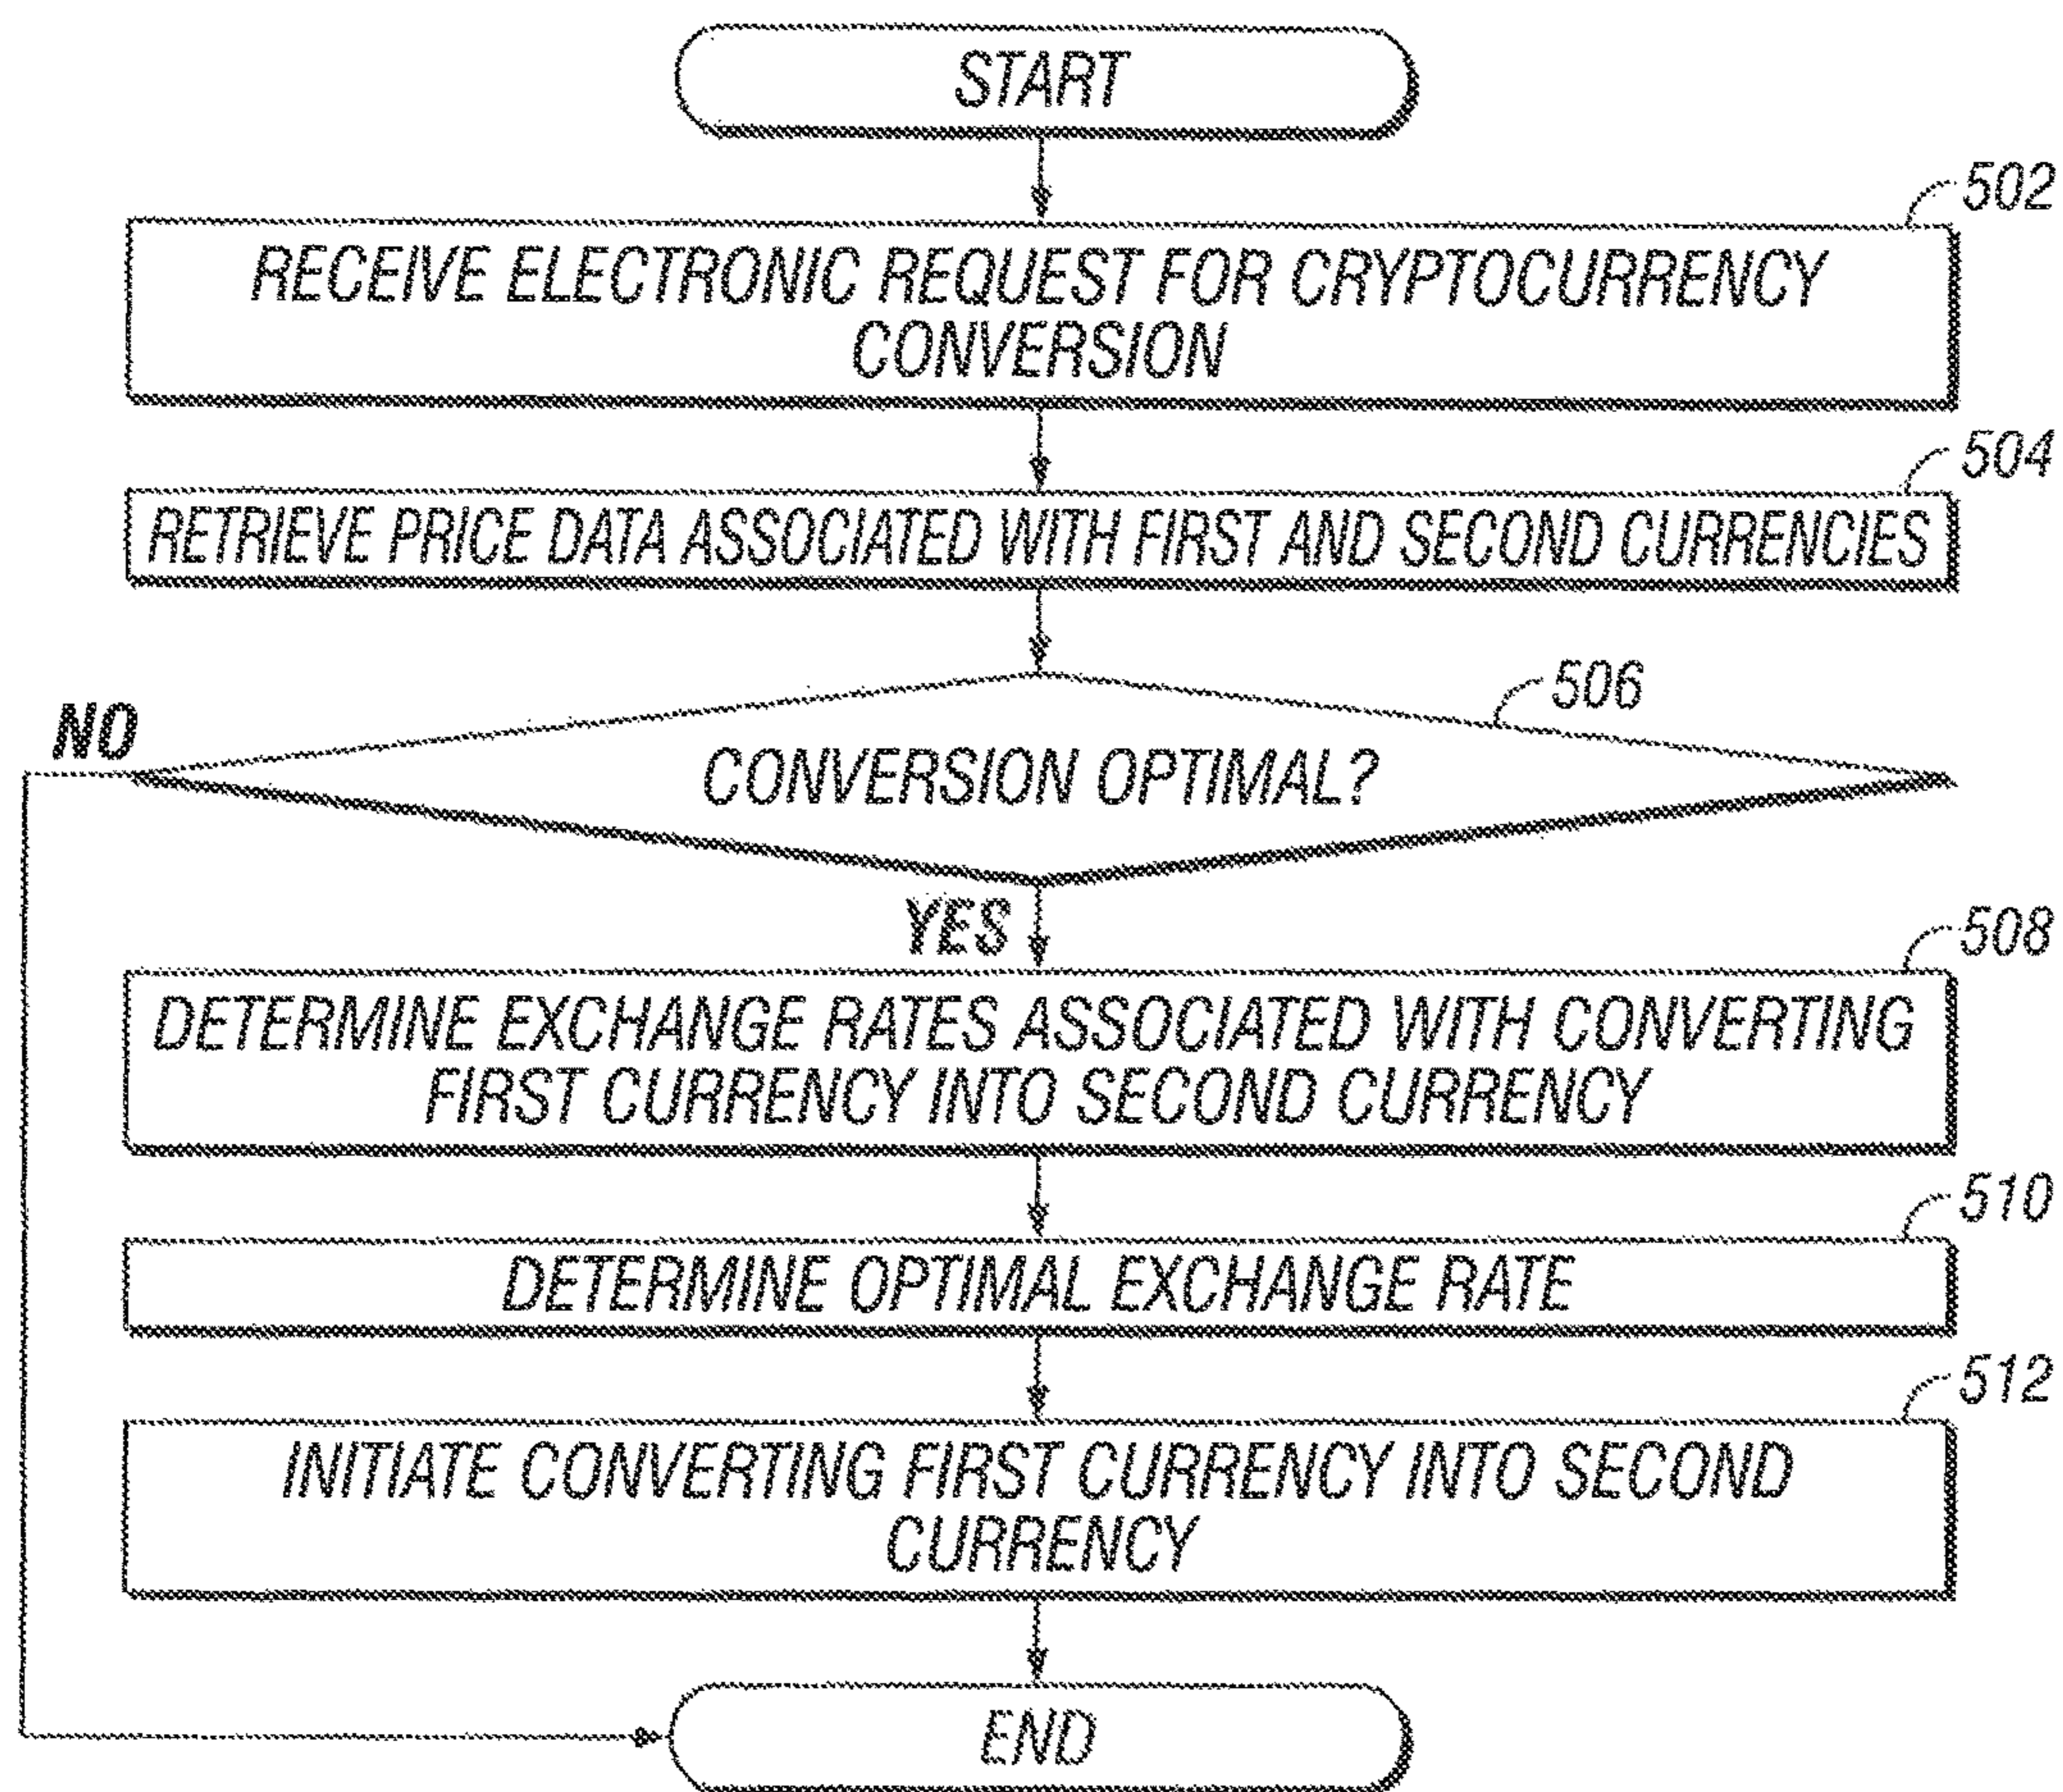 START
502
RECEIVE ELECTRONIC REQUEST FOR CRYPTOCURRENCY
CONVERSION
504
RETRIEVE PRICE DATA ASSOCIATED WITH FIRST AND SECOND CURRENCIES
506
NO
CONVERSION OPTIMAL?
YES
508
DETERMINE EXCHANGE RATES ASSOCIATED WITH CONVERTING
FIRST CURRENCY INTO SECOND CURRENCY
510
DETERMINE OPTIMAL EXCHANGE RATE
512
INITIATE CONVERTING FIRST CURRENCY INTO SECOND
CURRENCY
END